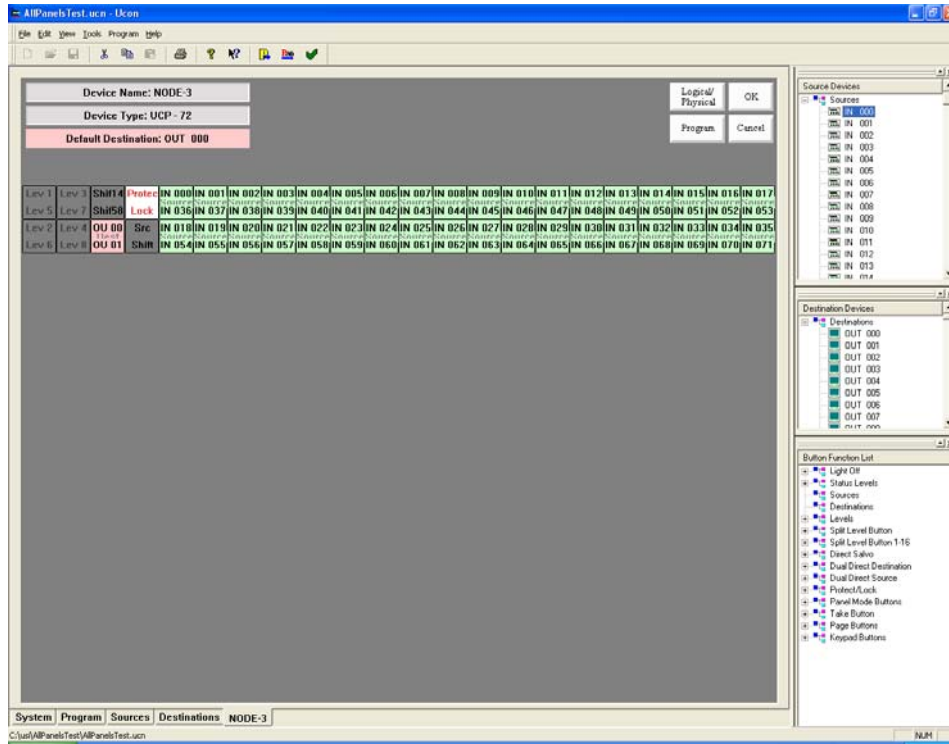 AllPanelsTest.ucn - Ucon
File Edit View Tools Program Help
Device Name: NODE-3
Device Type: UCP - 72
Default Destination: OUT 000
Logical/ Physical
OK
Program
Cancel
Lev 1 Lev 3 Shif14 Protec IN 000 IN 001 IN 002 IN 003 IN 004 IN 005 IN 006 IN 007 IN 008 IN 009 IN 010 IN 011 IN 012 IN 013 IN 014 IN 015 IN 016 IN 017
Lev 5 Lev 7 Shif58 Lock IN 036 IN 037 IN 038 IN 039 IN 040 IN 041 IN 042 IN 043 IN 044 IN 045 IN 046 IN 047 IN 048 IN 049 IN 050 IN 051 IN 052 IN 053
Lev 2 Lev 4 OU 00 Src IN 018 IN 019 IN 020 IN 021 IN 022 IN 023 IN 024 IN 025 IN 026 IN 027 IN 028 IN 029 IN 030 IN 031 IN 032 IN 033 IN 034 IN 035
Lev 6 Lev 8 OU 01 Shift IN 054 IN 055 IN 056 IN 057 IN 058 IN 059 IN 060 IN 061 IN 062 IN 063 IN 064 IN 065 IN 066 IN 067 IN 068 IN 069 IN 070 IN 071
System Program Sources Destinations NODE-3
C:\usl\AllPanelsTest\AllPanelsTest.ucn
Source Devices
Sources
IN 000
IN 001
IN 002
IN 003
IN 004
IN 005
IN 006
IN 007
IN 008
IN 009
IN 010
IN 011
IN 012
IN 013
IN 014
Destination Devices
Destinations
OUT 000
OUT 001
OUT 002
OUT 003
OUT 004
OUT 005
OUT 006
OUT 007
Button Function List
Light Off
Status Levels
Sources
Destinations
Levels
Split Level Button
Split Level Button 1-16
Direct Salvo
Dual Direct Destination
Dual Direct Source
Protect/Lock
Panel Mode Buttons
Take Button
Page Buttons
Keypad Buttons
NUM